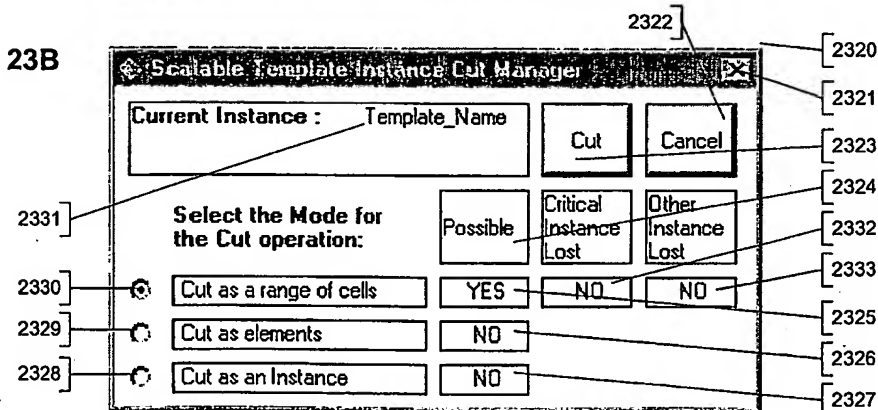 2322
23B
2320
Scalable Template Instance Cut Manager
2321
Current Instance : Template_Name
Cut
Cancel
2323
2324
2331
Select the Mode for
the Cut operation:
Possible
Critical
Instance
Lost
Other
Instance
Lost
2332
2333
2330
Cut as a range of cells
YES
NO
NO
2325
2329
Cut as elements
NO
2326
2328
Cut as an Instance
NO
2327